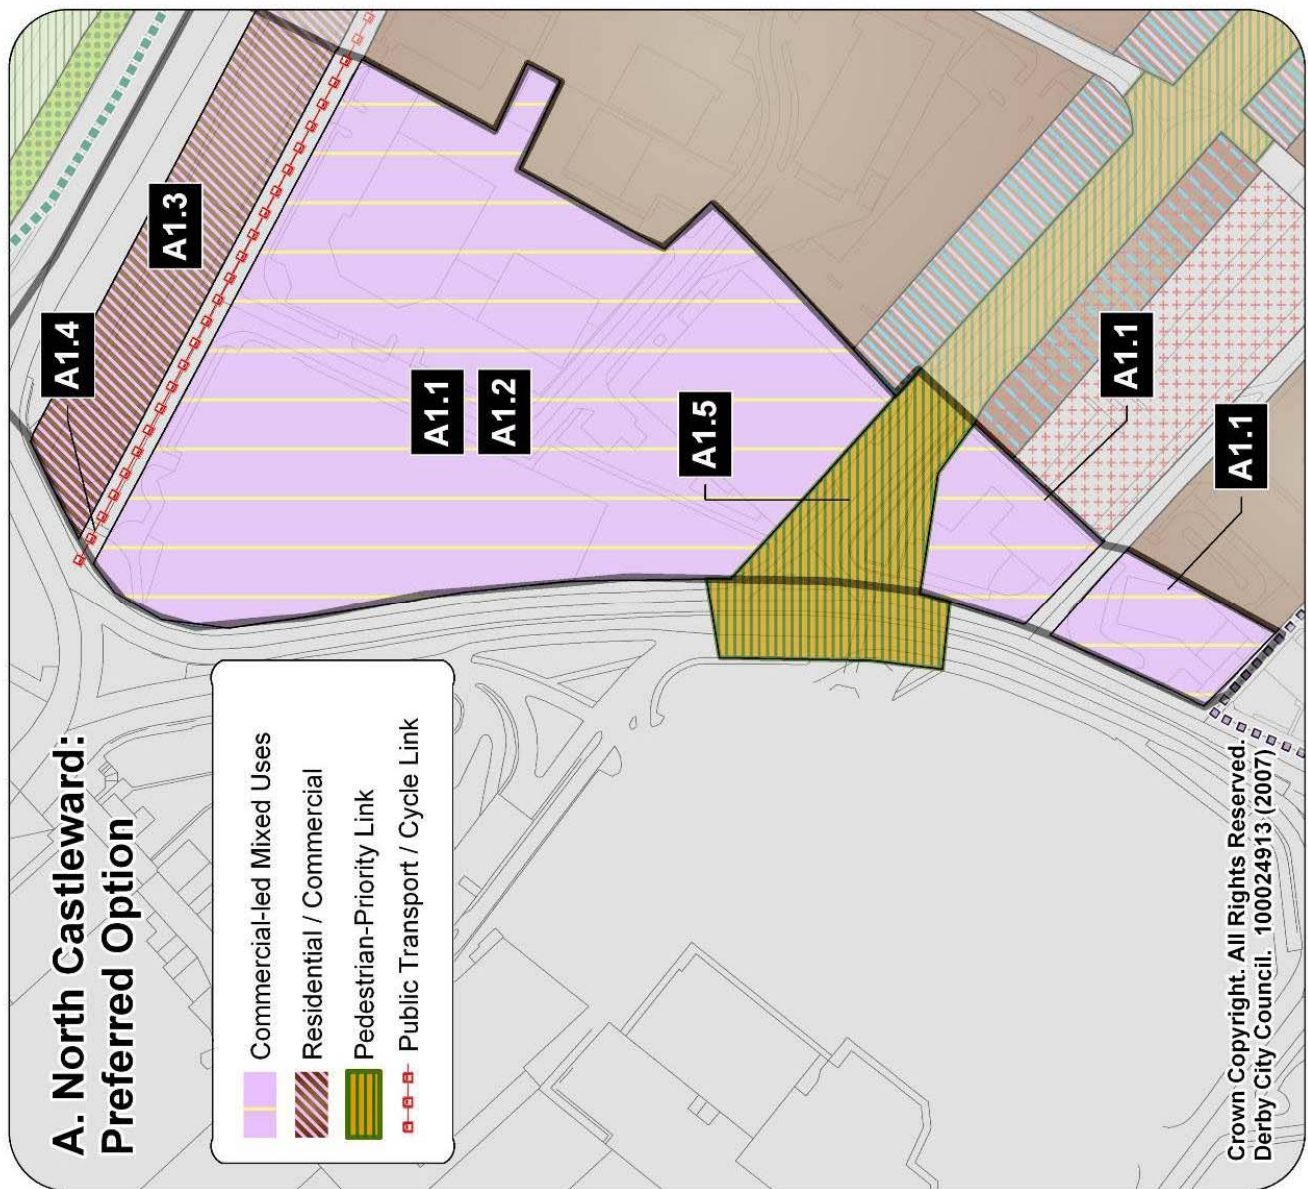 A. North Castleward:
Preferred Option
Commercial-led Mixed Uses
Residential / Commercial
Pedestrian-Priority Link
Public Transport / Cycle Link
A1.4
A1.3
A1.1
A1.2
A1.5
A1.1
A1.1
Crown Copyright. All Rights Reserved.
Derby City Council. 100024913 (2007)